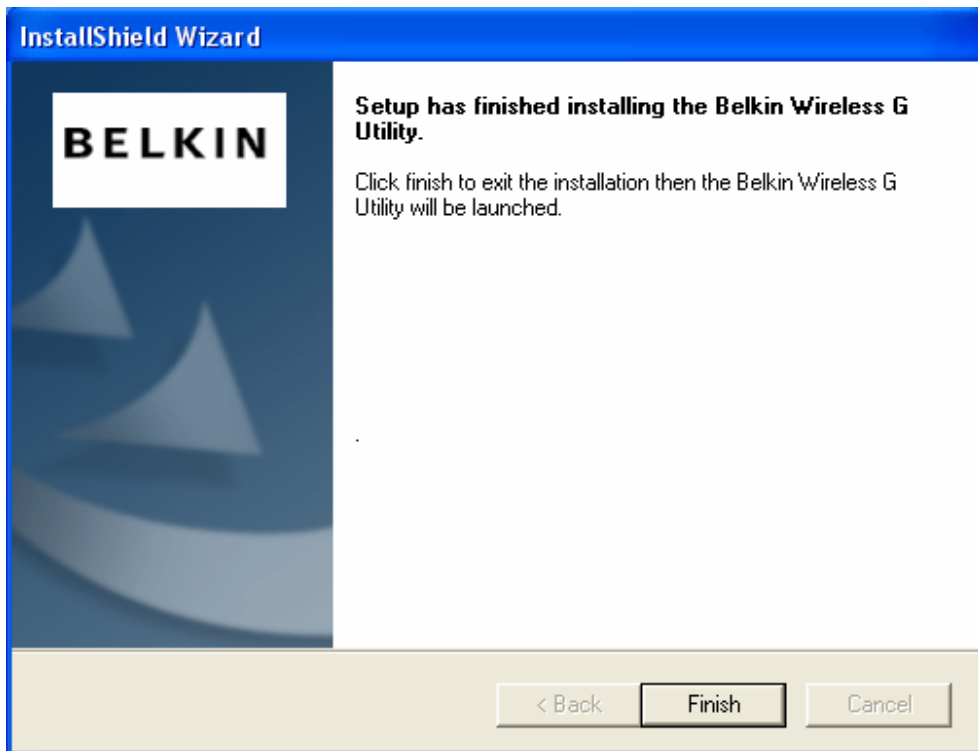 InstallShield Wizard
BELKIN
Setup has finished installing the Belkin Wireless G
Utility.
Click finish to exit the installation then the Belkin Wireless G
Utility will be launched.
.
< Back
Finish
Cancel